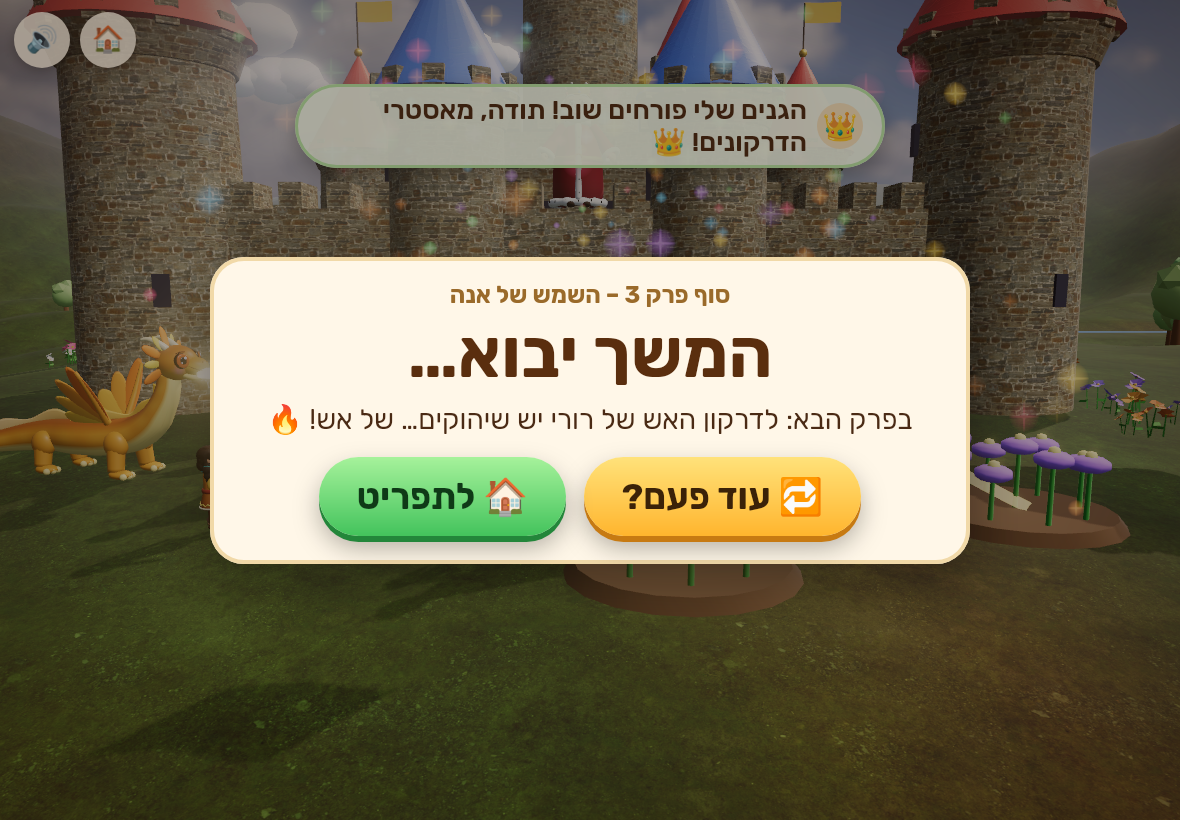 הגנים שלי פורחים שוב! תודה, מאסטרי
הדרקונים! 👑
סוף פרק 3 – השמש של אנה
המשך יבוא...
בפרק הבא: לדרקון האש של רורי יש שיהוקים... של אש! 🔥
🔁 עוד פעם?
🏠 לתפריט